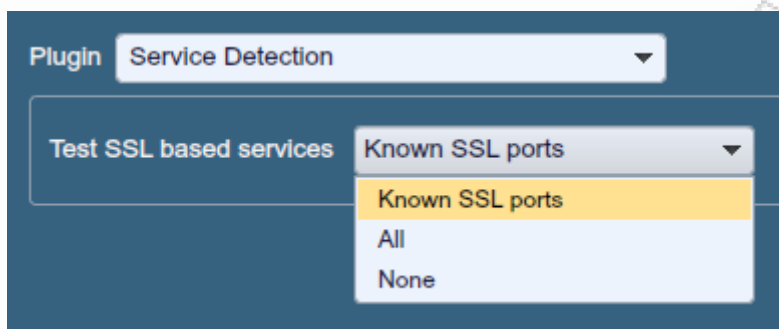 Plugin Service Detection
Test SSL based services Known SSL ports
Known SSL ports
All
None